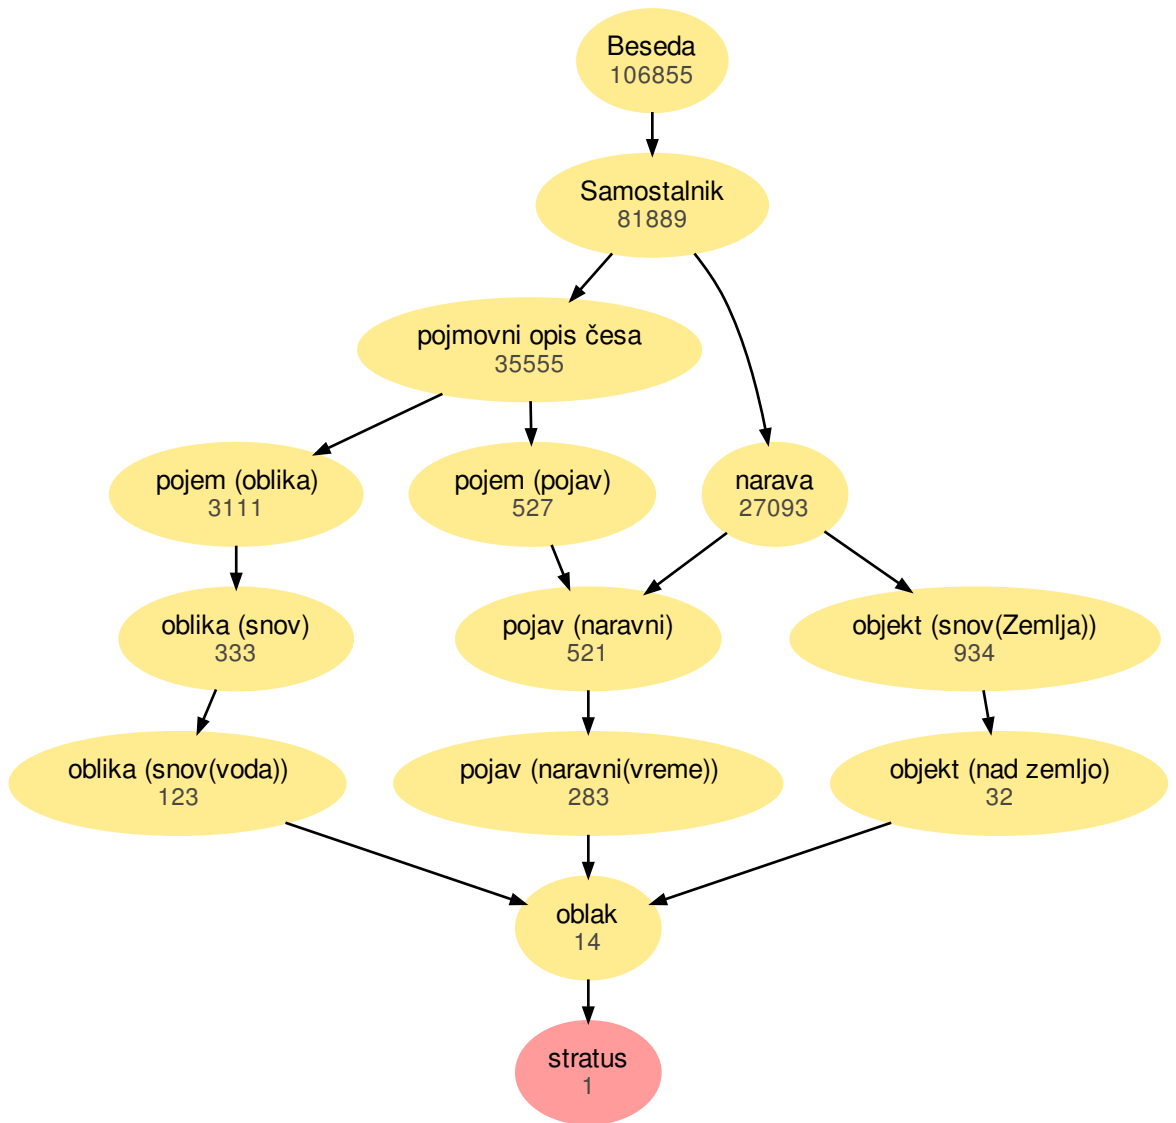 Beseda
106855
Samostalnik
81889
pojmovni opis česa
35555
pojem (oblika)
3111
pojem (pojav)
527
narava
27093
oblika (snov)
333
pojav (naravni)
521
objekt (snov(Zemlja))
934
oblika (snov(voda))
123
pojav (naravni(vreme))
283
objekt (nad zemljo)
32
oblak
14
stratus
1